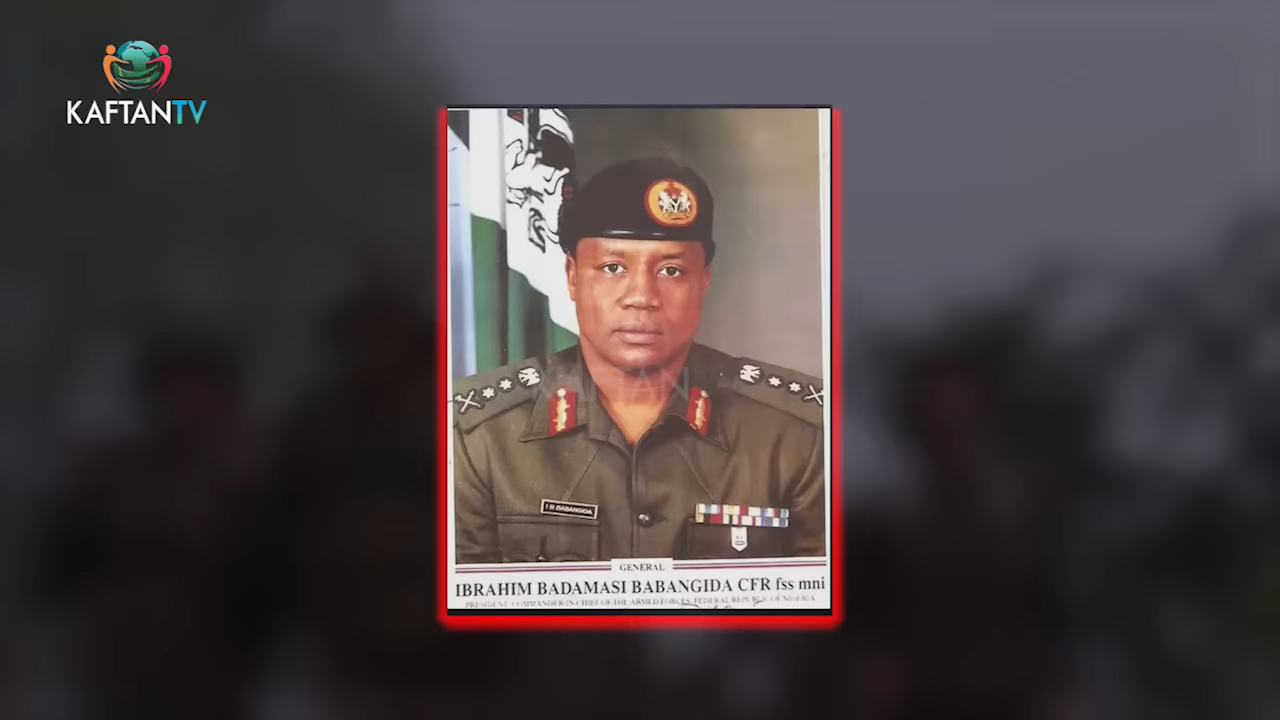 KAFTANTV
I B BABANGIDA
GENERAL
IBRAHIM BADAMASI BABANGIDA CFR fss mni
PRESIDENT, COMMANDER-IN-CHIEF OF THE ARMED FORCES, FEDERAL REPUBLIC OF NIGERIA